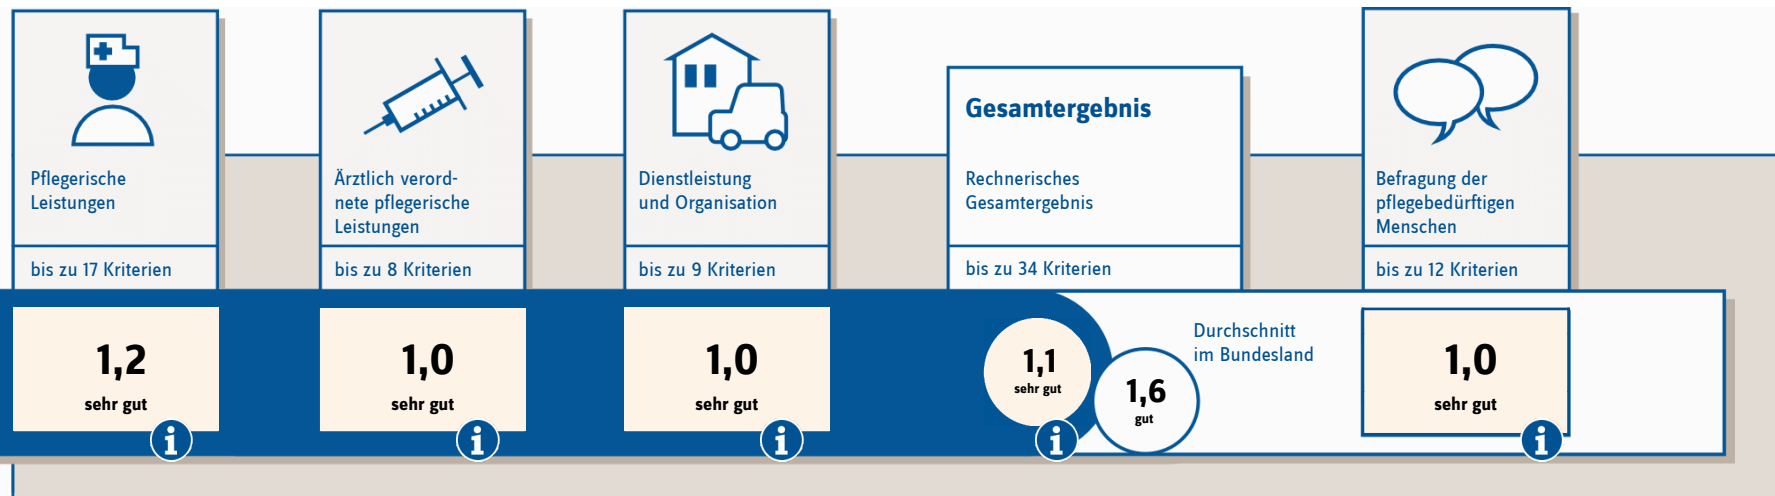 Pflegerische
Leistungen
bis zu 17 Kriterien
1,2
sehr gut
i
Ärztlich verord-
nete pflegerische
Leistungen
bis zu 8 Kriterien
1,0
sehr gut
i
Dienstleistung
und Organisation
bis zu 9 Kriterien
1,0
sehr gut
i
Gesamtergebnis
Rechnerisches
Gesamtergebnis
bis zu 34 Kriterien
1,1
sehr gut
i
1,6
gut
Durchschnitt
im Bundesland
Befragung der
pflegebedürftigen
Menschen
bis zu 12 Kriterien
1,0
sehr gut
i